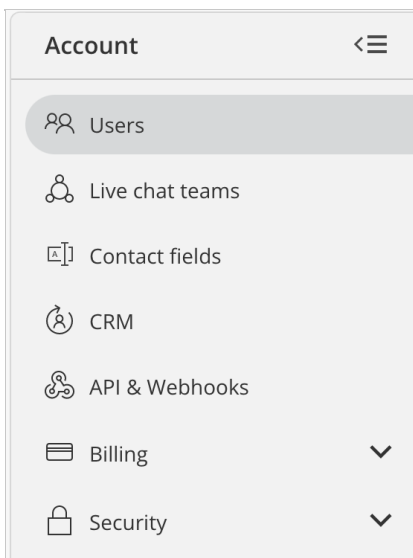 Account
Users
Live chat teams
A
Contact fields
CRM
API & Webhooks
Billing
Security